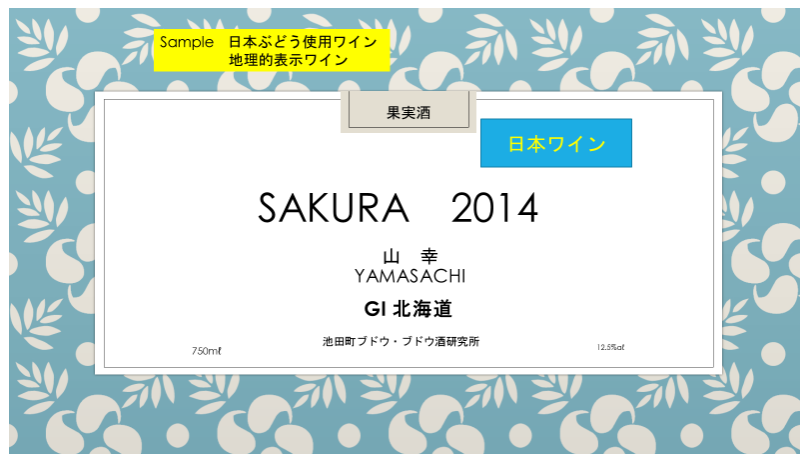 Sample　日本ぶどう使用ワイン
地理的表示ワイン
果実酒
日本ワイン
SAKURA　2014
山　幸
YAMASACHI
GI 北海道
池田町ブドウ・ブドウ酒研究所
750mℓ
12.5%aℓ